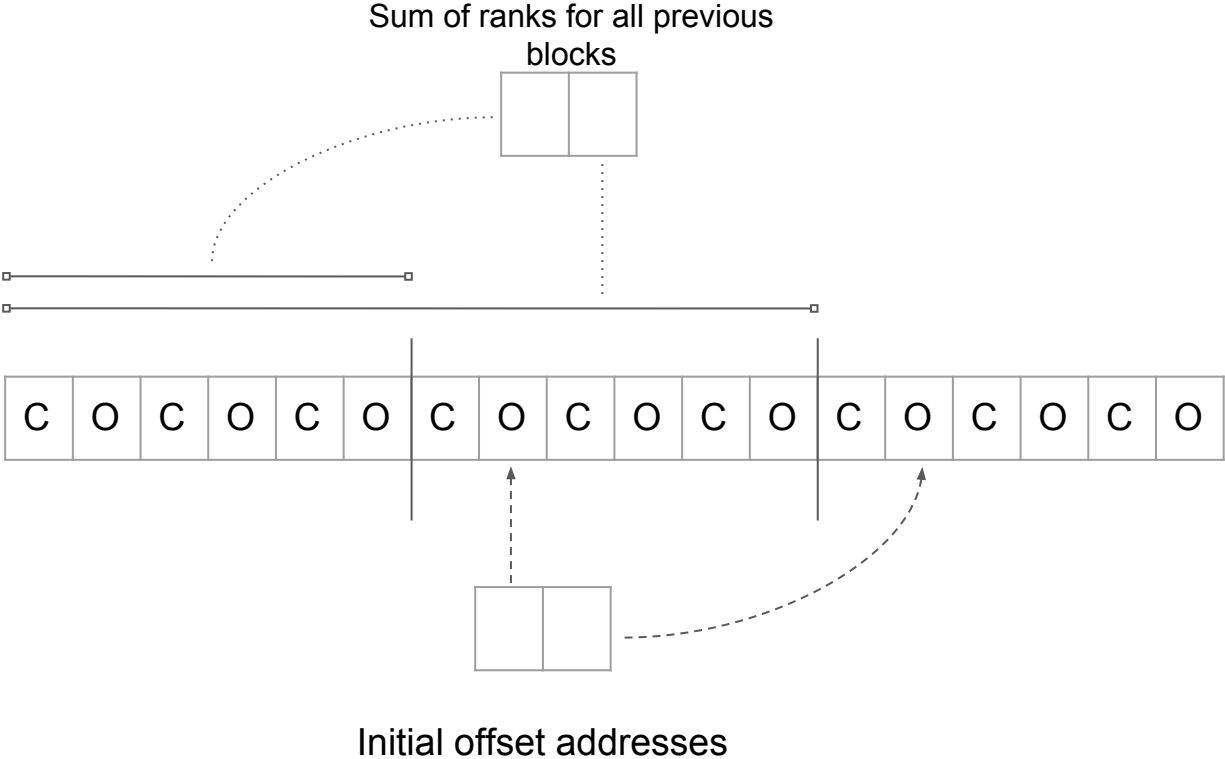 Sum of ranks for all previous
blocks
C O C O C O C O C O C O C O C O C O
Initial offset addresses